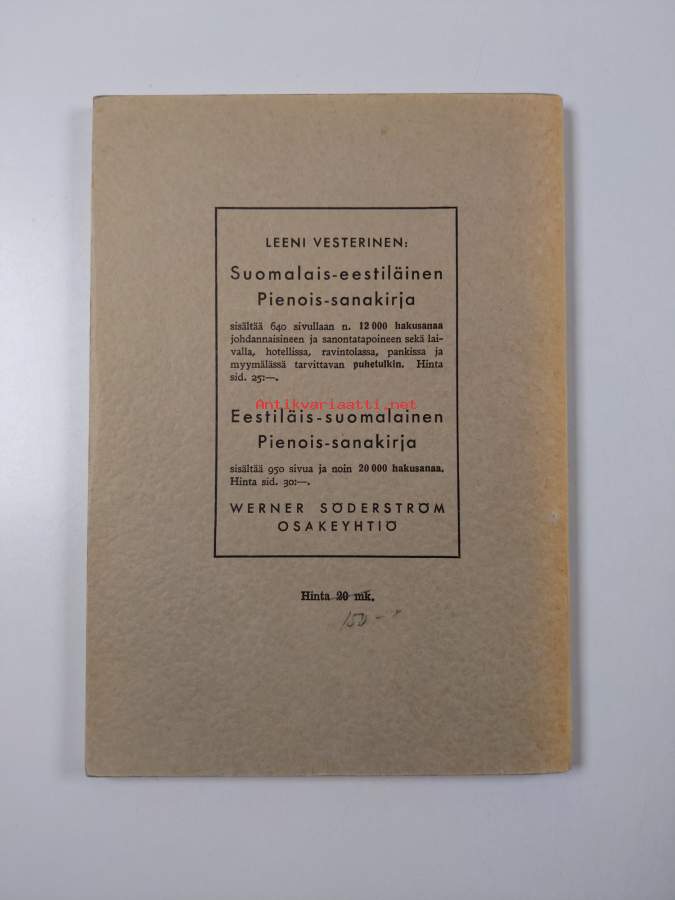 LEENI VESTERINEN:
Suomalais-eestiläinen
Pienois-sanakirja
sisältää 640 sivullaan n. 12 000 hakusanaa
johdannaisineen ja sanontatapoineen sekä lai-
valla, hotellissa, ravintolassa, pankissa ja
myymälässä tarvittavan puhetulkin. Hinta
sid. 25:—.
Antikvariaatti.net
Eestiläis-suomalainen
Pienois-sanakirja
sisältää 950 sivua ja noin 20 000 hakusanaa.
Hinta sid. 30:—.
WERNER SÖDERSTRÖM
OSAKEYHTIÖ
Hinta 20 mk.
150 -